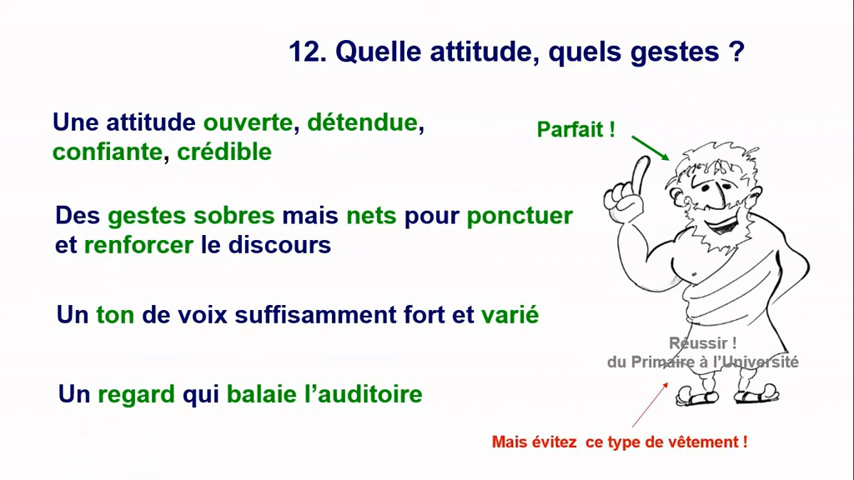 12. Quelle attitude, quels gestes ?
Une attitude ouverte, détendue,
confiante, crédible
Parfait !
Des gestes sobres mais nets pour ponctuer
et renforcer le discours
Un ton de voix suffisamment fort et varié
Réussir !
du Primaire à l'Université
Un regard qui balaie l'auditoire
Mais évitez ce type de vêtement !